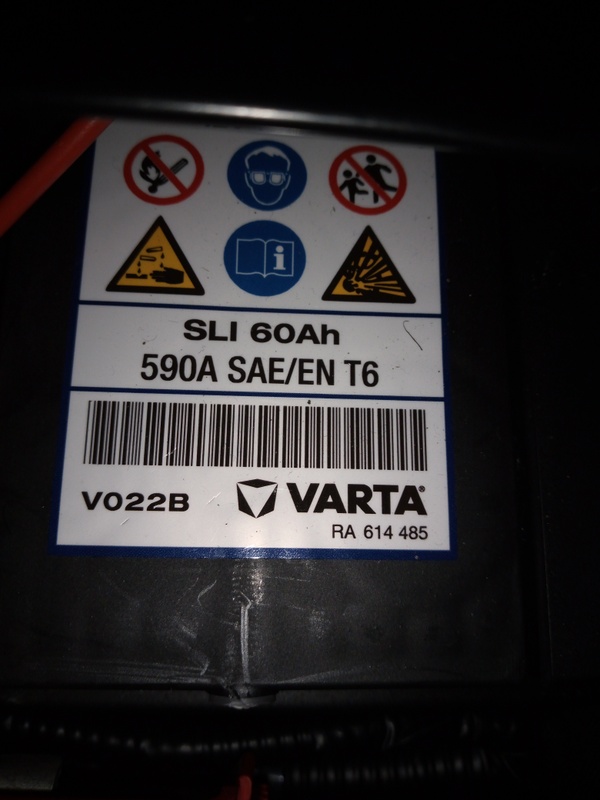 SLI 60Ah
590A SAE/EN T6
V022B VARTA®
RA 614 485